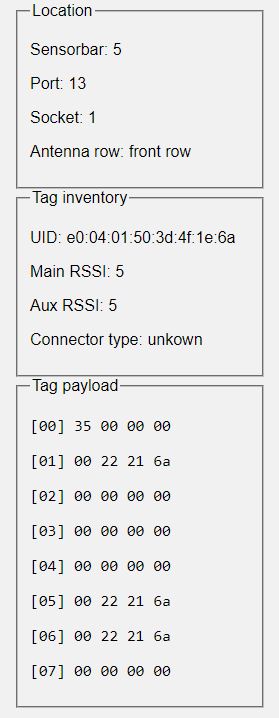 Location
Sensorbar: 5
Port: 13
Socket: 1
Antenna row: front row
Tag inventory
UID: e0:04:01:50:3d:4f:1e:6a
Main RSSI: 5
Aux RSSI: 5
Connector type: unkown
Tag payload
[00] 35 00 00 00
[01] 00 22 21 6a
[02] 00 00 00 00
[03] 00 00 00 00
[04] 00 00 00 00
[05] 00 22 21 6a
[06] 00 22 21 6a
[07] 00 00 00 00